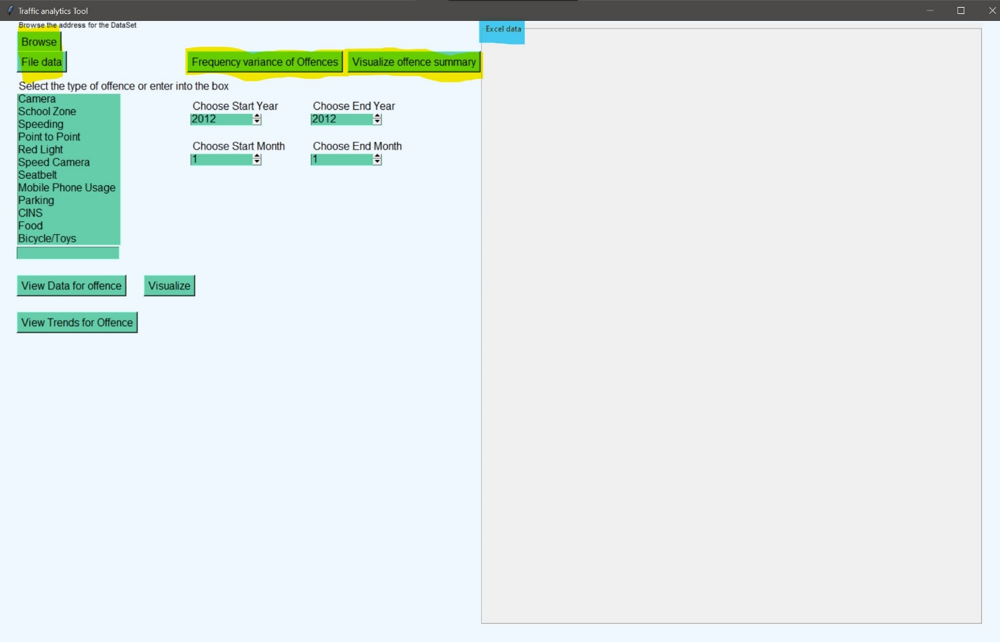 Traffic analytics Tool
Browse the address for the DataSet
Excel data
Browse
File data
Frequency variance of Offences
Visualize offence summary
Select the type of offence or enter into the box
Camera
School Zone
Speeding
Point to Point
Red Light
Speed Camera
Seatbelt
Mobile Phone Usage
Parking
CINS
Food
Bicycle/Toys
Choose Start Year
Choose End Year
2012
2012
Choose Start Month
Choose End Month
1
1
View Data for offence
Visualize
View Trends for Offence